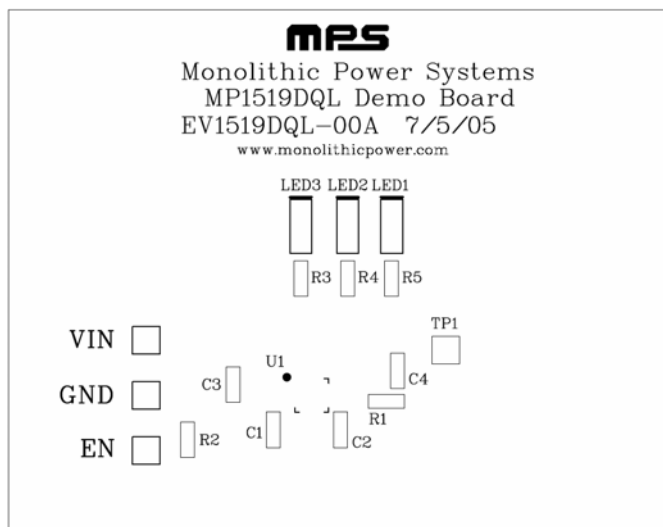 MPS
Monolithic Power Systems
MP1519DQL Demo Board
EV1519DQL-00A 7/5/05
www.monolithicpower.com
LED3 LED2 LED1
R3 R4 R5
TP1
VIN
U1
C3
C4
GND
R1
C1
C2
R2
EN